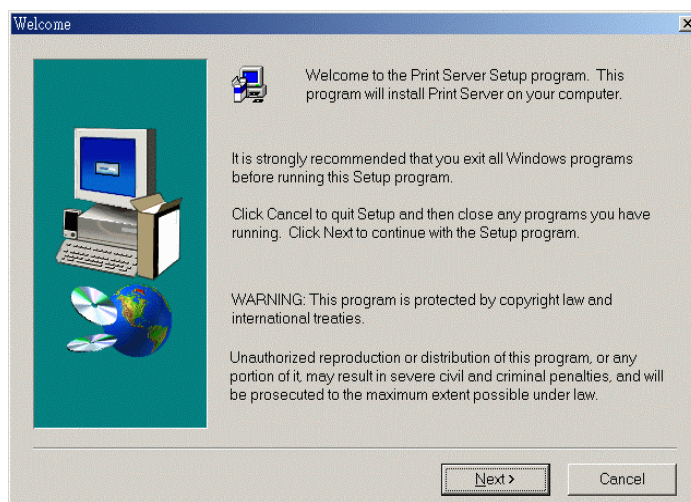 Welcome
Welcome to the Print Server Setup program. This
program will install Print Server on your computer.
It is strongly recommended that you exit all Windows programs
before running this Setup program.
Click Cancel to quit Setup and then close any programs you have
running. Click Next to continue with the Setup program.
WARNING: This program is protected by copyright law and
international treaties.
Unauthorized reproduction or distribution of this program, or any
portion of it, may result in severe civil and criminal penalties, and will
be prosecuted to the maximum extent possible under law.
Next >
Cancel